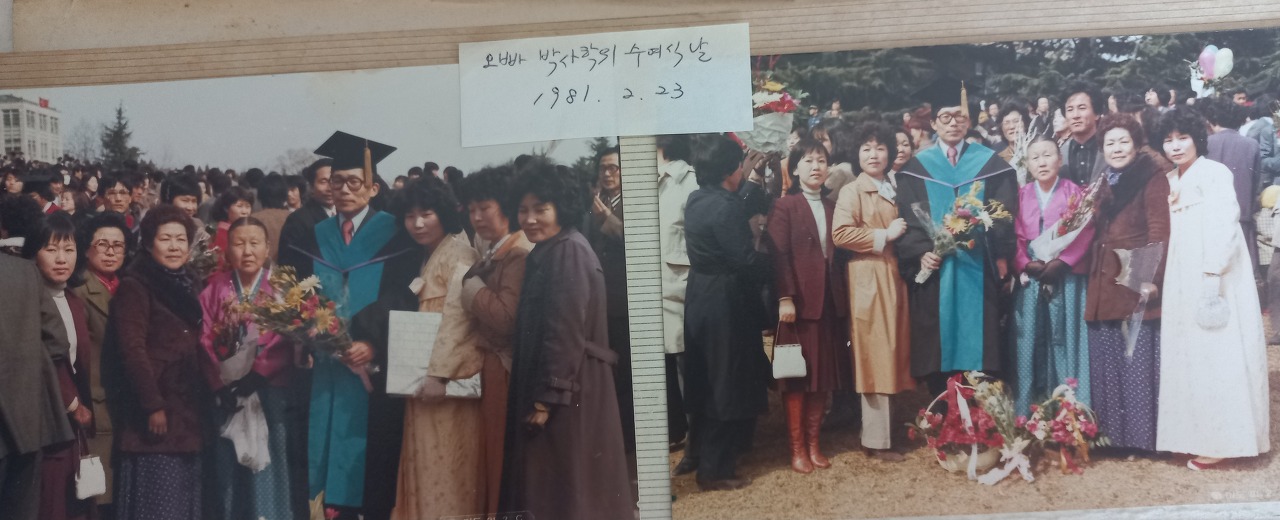 오빠 박사학위 수여식 날
1981. 2. 23